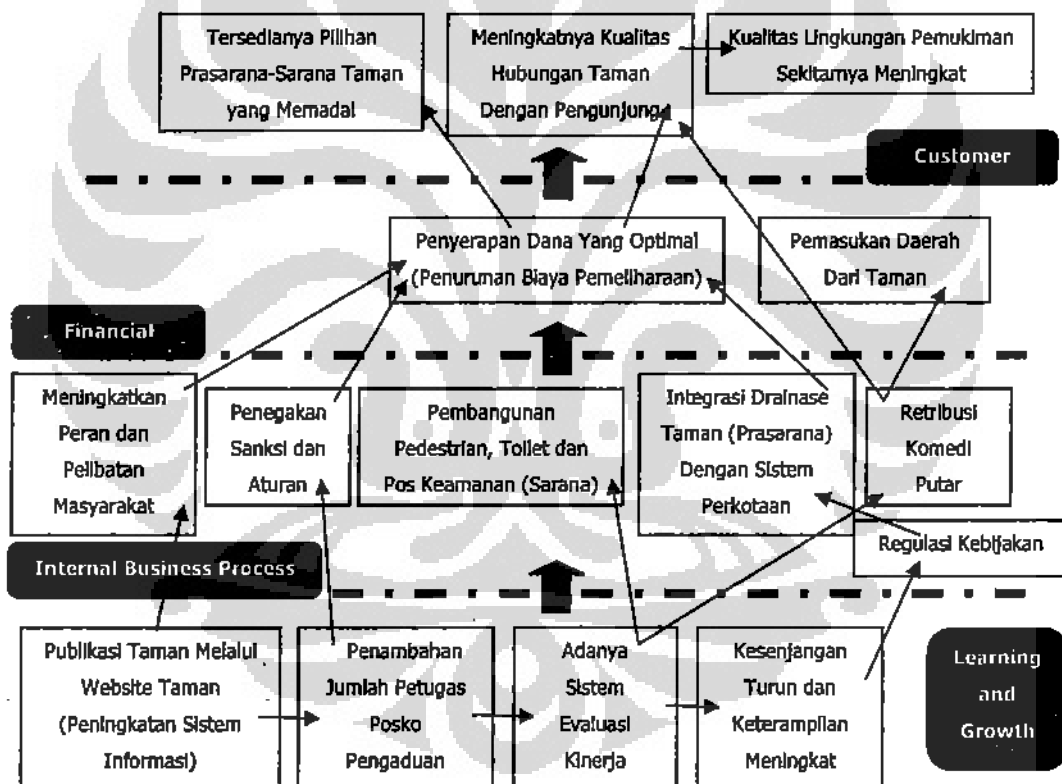 Tersedianya Pilihan
Prasarana-Sarana Taman
yang Memadai
Meningkatnya Kualitas
Hubungan Taman
Dengan Pengunjung
Kualitas Lingkungan Pemukiman
Sekitarnya Meningkat
Customer
Penyerapan Dana Yang Optimal
(Penurunan Biaya Pemeliharaan)
Pemasukan Daerah
Dari Taman
Financial
Meningkatkan
Peran dan
Pelibatan
Masyarakat
Penegakan
Sanksi dan
Aturan
Pembangunan
Pedestrian, Toilet dan
Pos Keamanan (Sarana)
Integrasi Drainase
Taman (Prasarana)
Dengan Sistem
Perkotaan
Retribusi
Komedi
Putar
Regulasi Kebijakan
Internal Business Process
Publikasi Taman Melalui
Website Taman
(Peningkatan Sistem
Informasi)
Penambahan
Jumlah Petugas
Posko
Pengaduan
Adanya
Sistem
Evaluasi
Kinerja
Kesenjangan
Turun dan
Keterampilan
Meningkat
Learning
and
Growth